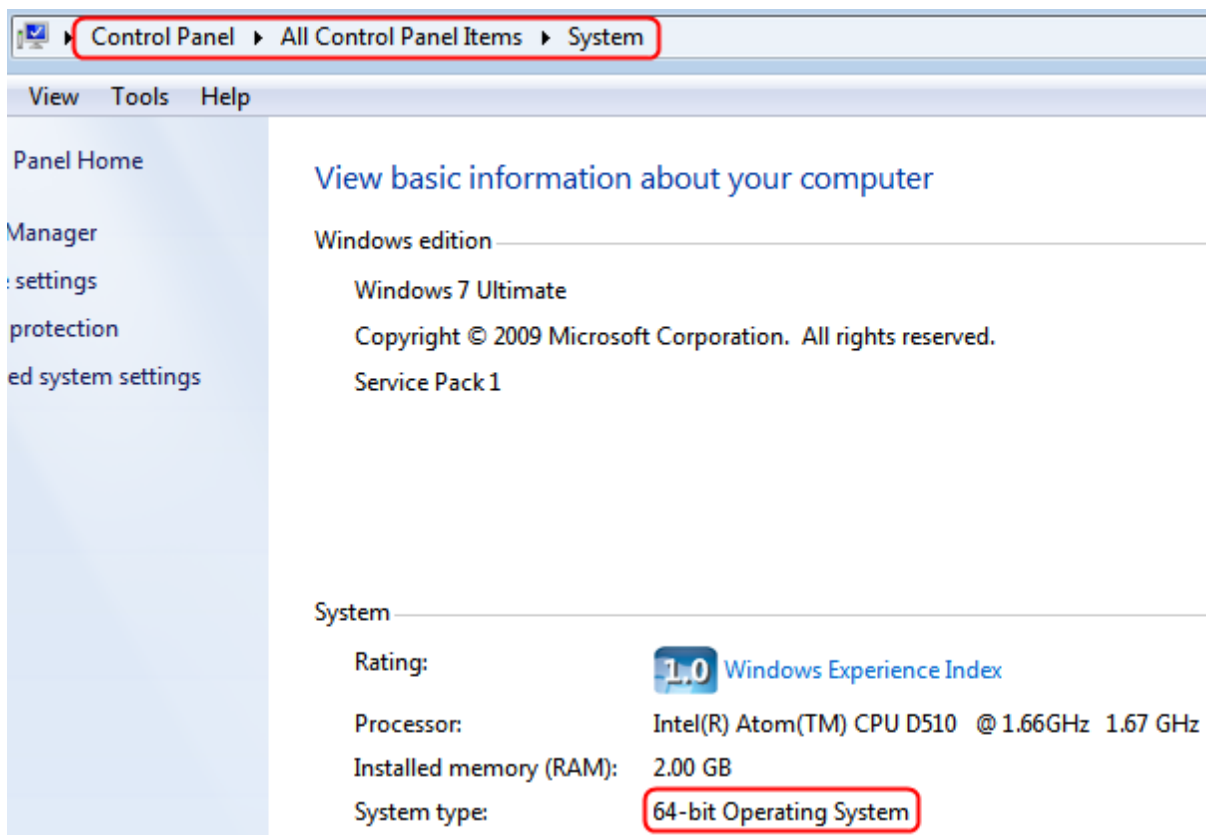 Control Panel ▸ All Control Panel Items ▸ System
View Tools Help
Panel Home
Manager
settings
protection
ed system settings
View basic information about your computer
Windows edition
Windows 7 Ultimate
Copyright © 2009 Microsoft Corporation. All rights reserved.
Service Pack 1
System
Rating:
1.0 Windows Experience Index
Processor: Intel(R) Atom(TM) CPU D510 @ 1.66GHz 1.67 GHz
Installed memory (RAM): 2.00 GB
System type: 64-bit Operating System